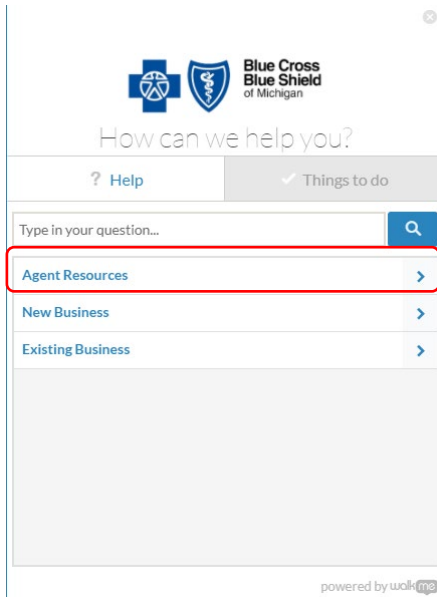 Blue Cross
Blue Shield
of Michigan
How can we help you?
? Help
Things to do
Type in your question...
Agent Resources
New Business
Existing Business
powered by walkme